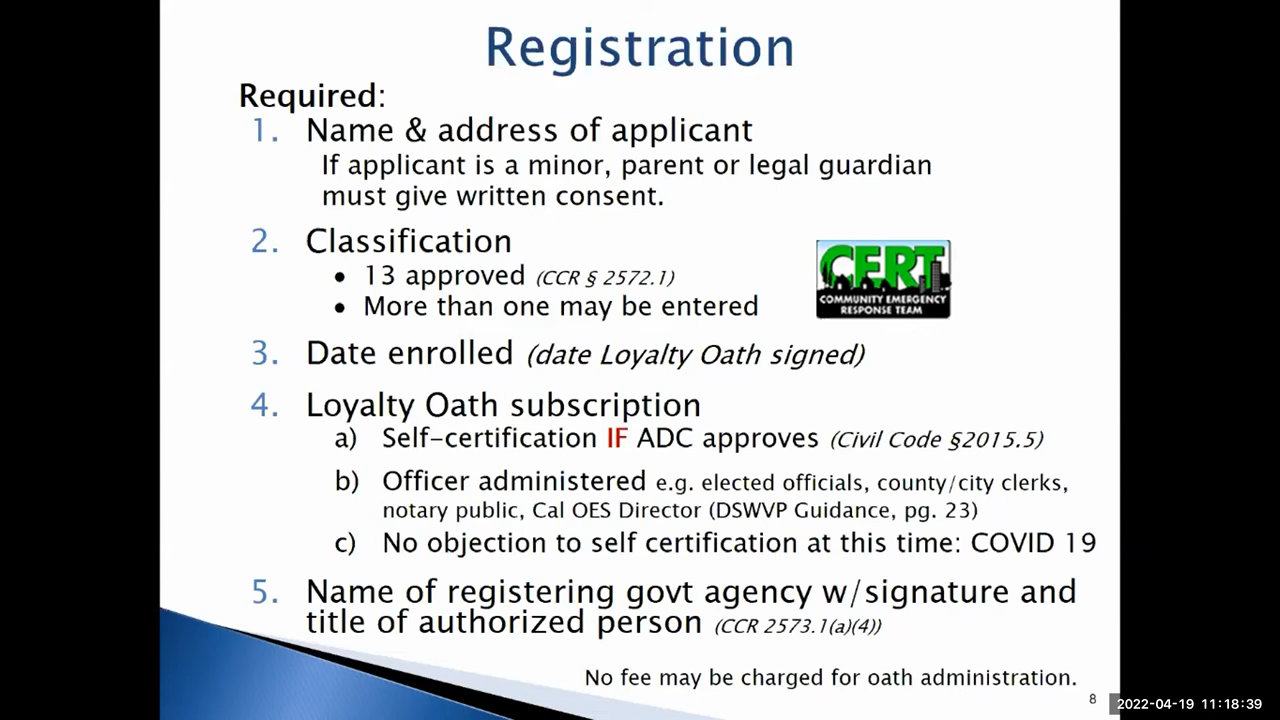 Registration
Required:
1. Name & address of applicant
If applicant is a minor, parent or legal guardian
must give written consent.
2. Classification
• 13 approved (CCR § 2572.1)
• More than one may be entered
CERT
COMMUNITY EMERGENCY
RESPONSE TEAM
3. Date enrolled (date Loyalty Oath signed)
4. Loyalty Oath subscription
a) Self-certification IF ADC approves (Civil Code §2015.5)
b) Officer administered e.g. elected officials, county/city clerks,
notary public, Cal OES Director (DSWVP Guidance, pg. 23)
c) No objection to self certification at this time: COVID 19
5. Name of registering govt agency w/signature and
title of authorized person (CCR 2573.1(a)(4))
No fee may be charged for oath administration.
8
2022-04-19 11:18:39